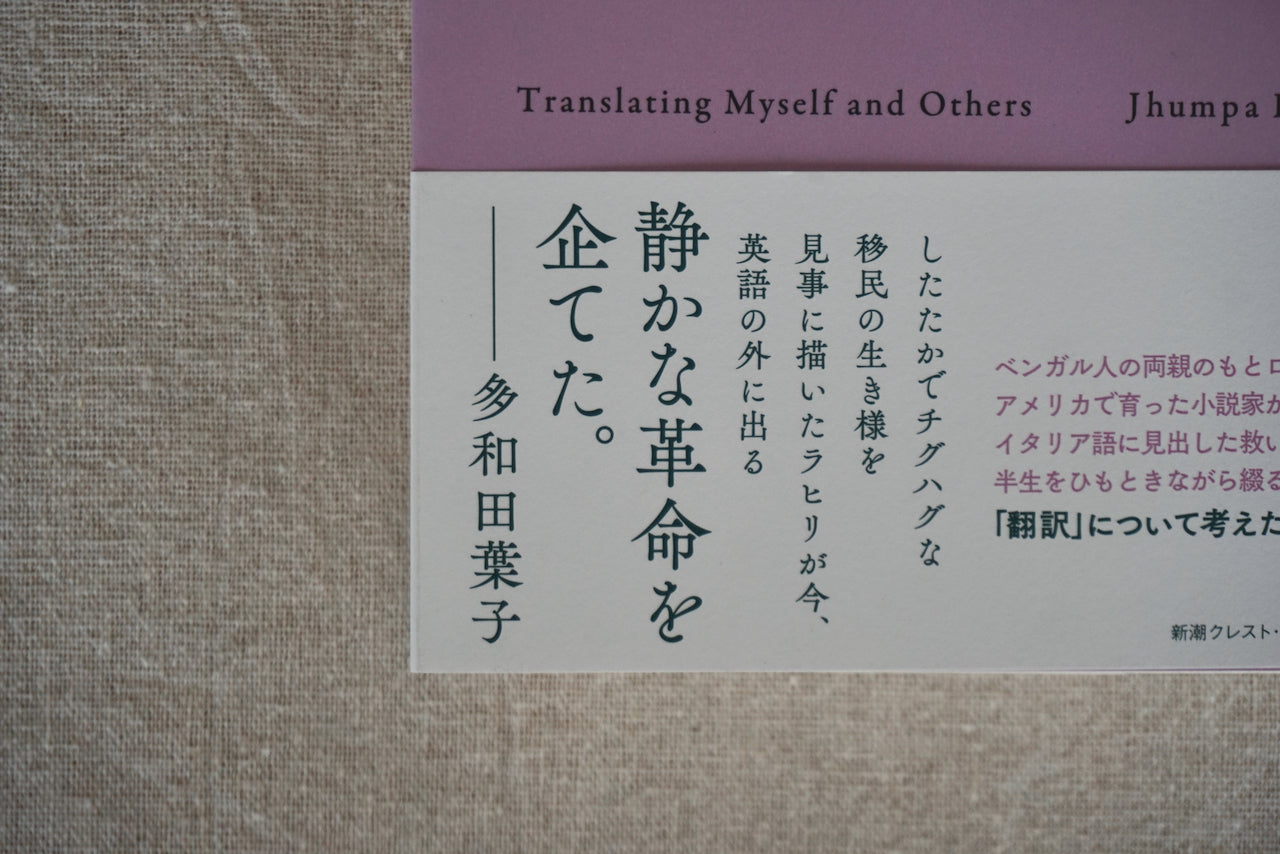 Translating Myself and Others
Jhumpa
したたかでチグハグな
移民の生き様を
見事に描いたラヒリが今、
英語の外に出る
静かな革命を
企てた。
——多和田葉子
ベンガル人の両親のもとロ
アメリカで育った小説家が
イタリア語に見出した救い
半生をひもときながら綴る
「翻訳」について考えた
新潮クレスト・